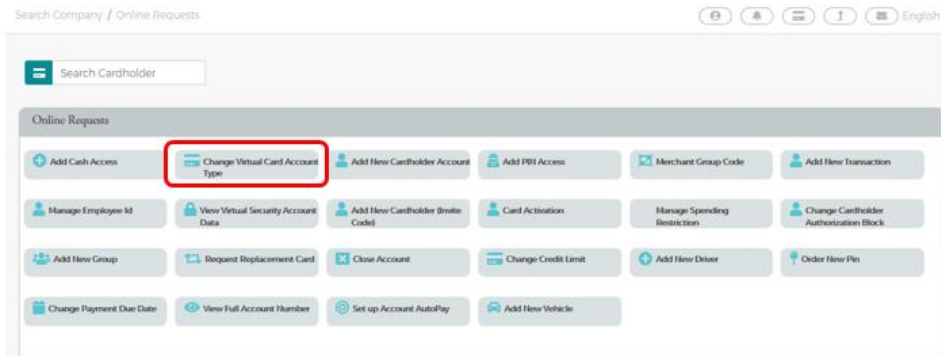 Search Company / Online Requests
English
Search Cardholder
Online Requests
Add Cash Access
Change Virtual Card Account
Type
Add New Cardholder Account
Add PIN Access
Merchant Group Code
Add New Transaction
Manage Employee Id
View Virtual Security Account
Data
Add New Cardholder (Invite
Code)
Card Activation
Manage Spending
Restriction
Change Cardholder
Authorization Block
Add New Group
Request Replacement Card
Close Account
Change Credit Limit
Add New Driver
Order New Pin
Change Payment Due Date
View Full Account Number
Set up Account AutoPay
Add New Vehicle